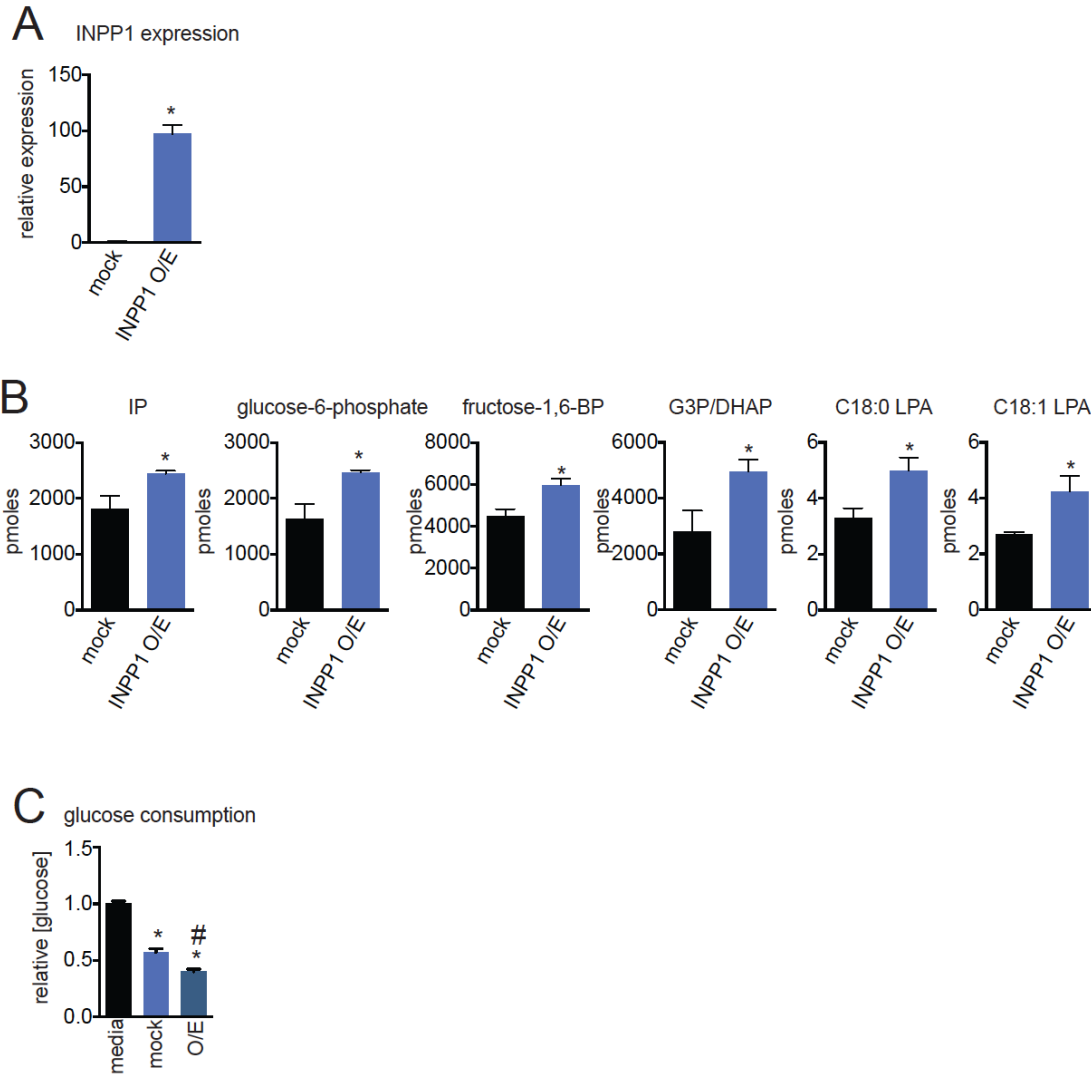 A INPP1 expression
relative expression
150
100
50
0
*
mock
INPP1 O/E
B
IP
pmoles
3000
2000
1000
0
*
mock
INPP1 O/E
glucose-6-phosphate
pmoles
3000
2000
1000
0
*
mock
INPP1 O/E
fructose-1,6-BP
pmoles
8000
6000
4000
2000
0
*
mock
INPP1 O/E
G3P/DHAP
pmoles
6000
4000
2000
0
*
mock
INPP1 O/E
C18:0 LPA
pmoles
6
4
2
0
*
mock
INPP1 O/E
C18:1 LPA
pmoles
6
4
2
0
*
mock
INPP1 O/E
C glucose consumption
relative [glucose]
1.5
1.0
0.5
0.0
*
#
*
media
mock
O/E